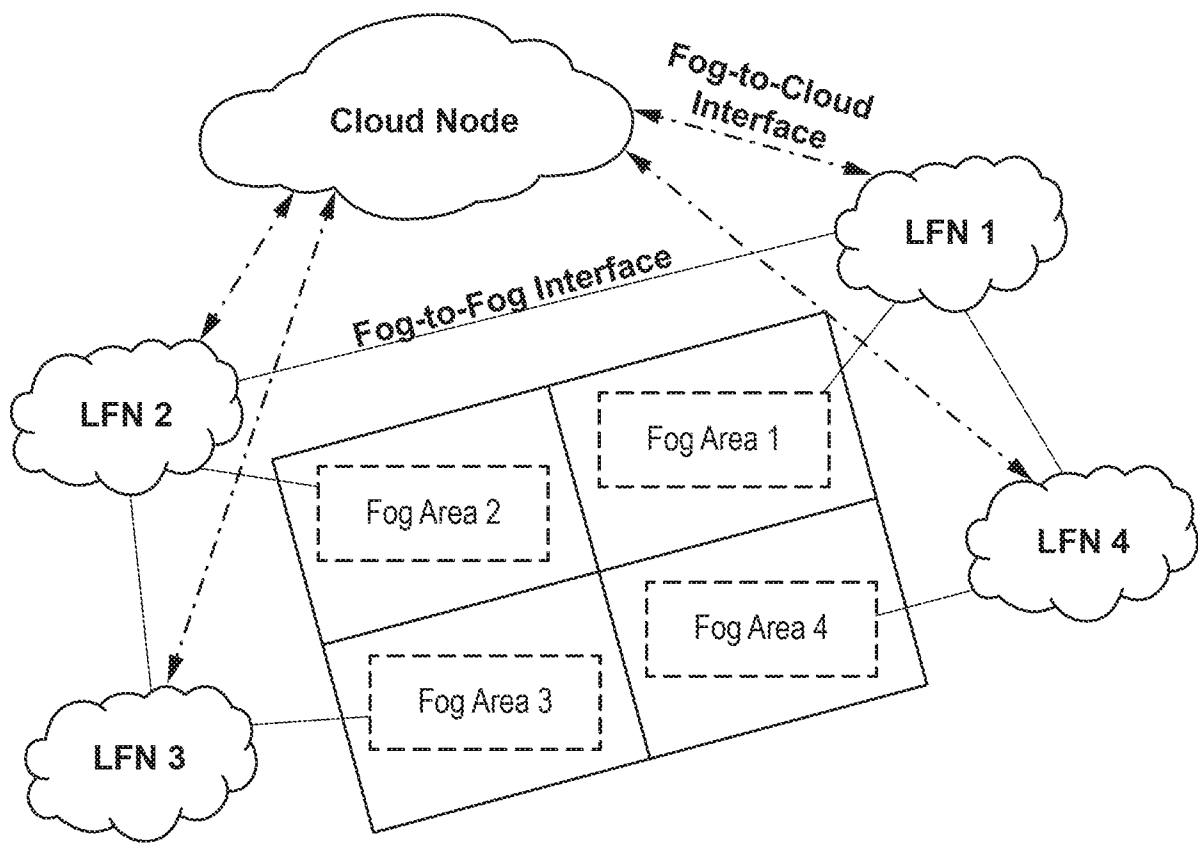 Fog-to-Cloud
Interface
Cloud Node
LFN 1
Fog-to-Fog Interface
LFN 2
Fog Area 1
Fog Area 2
LFN 4
Fog Area 4
Fog Area 3
LFN 3